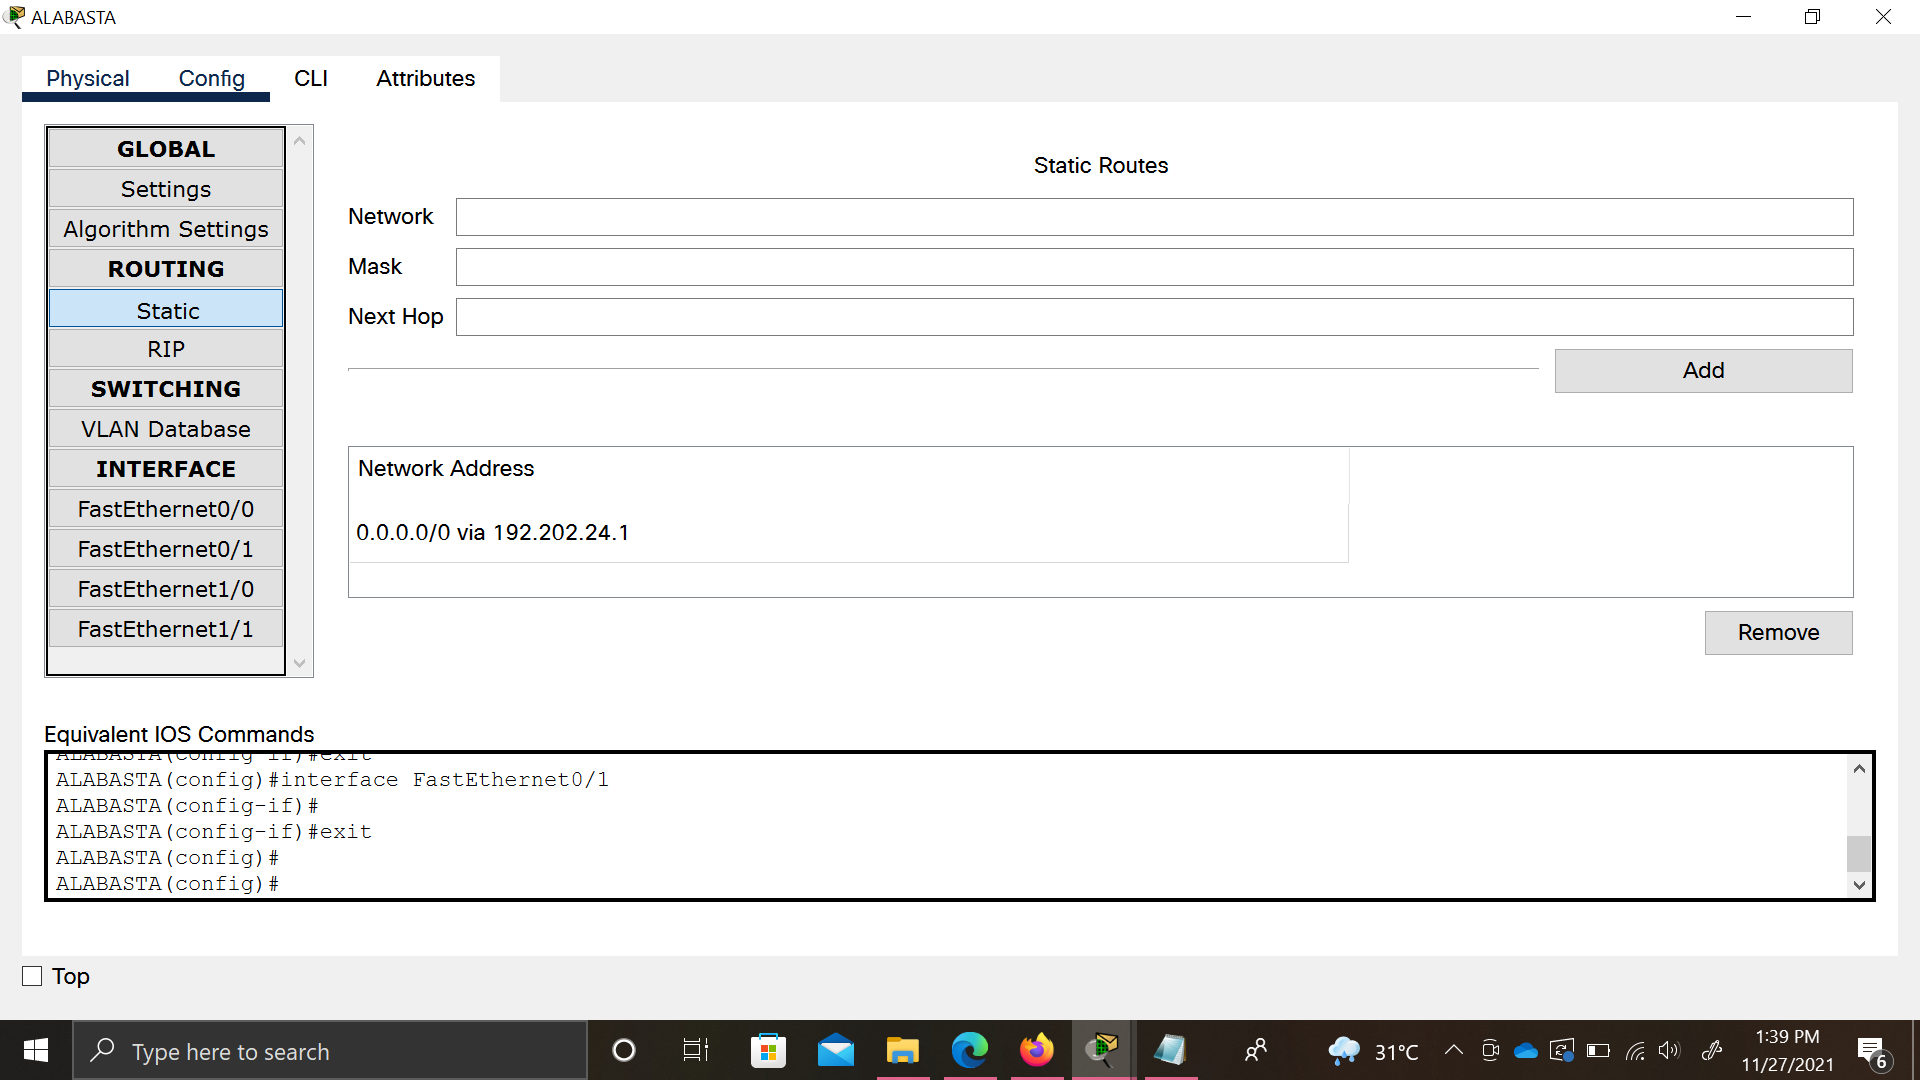 ALABASTA
Physical Config CLI Attributes
GLOBAL
Settings
Algorithm Settings
ROUTING
Static
RIP
SWITCHING
VLAN Database
INTERFACE
FastEthernet0/0
FastEthernet0/1
FastEthernet1/0
FastEthernet1/1
Static Routes
Network
Mask
Next Hop
Add
Network Address
0.0.0.0/0 via 192.202.24.1
Remove
Equivalent IOS Commands
ALABASTA(config-if)#exit
ALABASTA(config)#interface FastEthernet0/1
ALABASTA(config-if)#
ALABASTA(config-if)#exit
ALABASTA(config)#
ALABASTA(config)#
Top
Type here to search
31°C
1:39 PM
11/27/2021
6